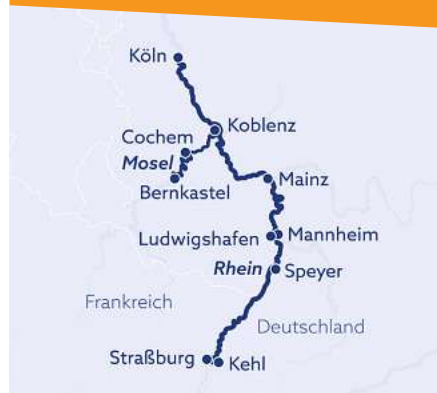 Köln
Koblenz
Cochem
Mosel
Bernkastel
Mainz
Ludwigshafen
Mannheim
Rhein
Speyer
Frankreich
Deutschland
Straßburg
Kehl